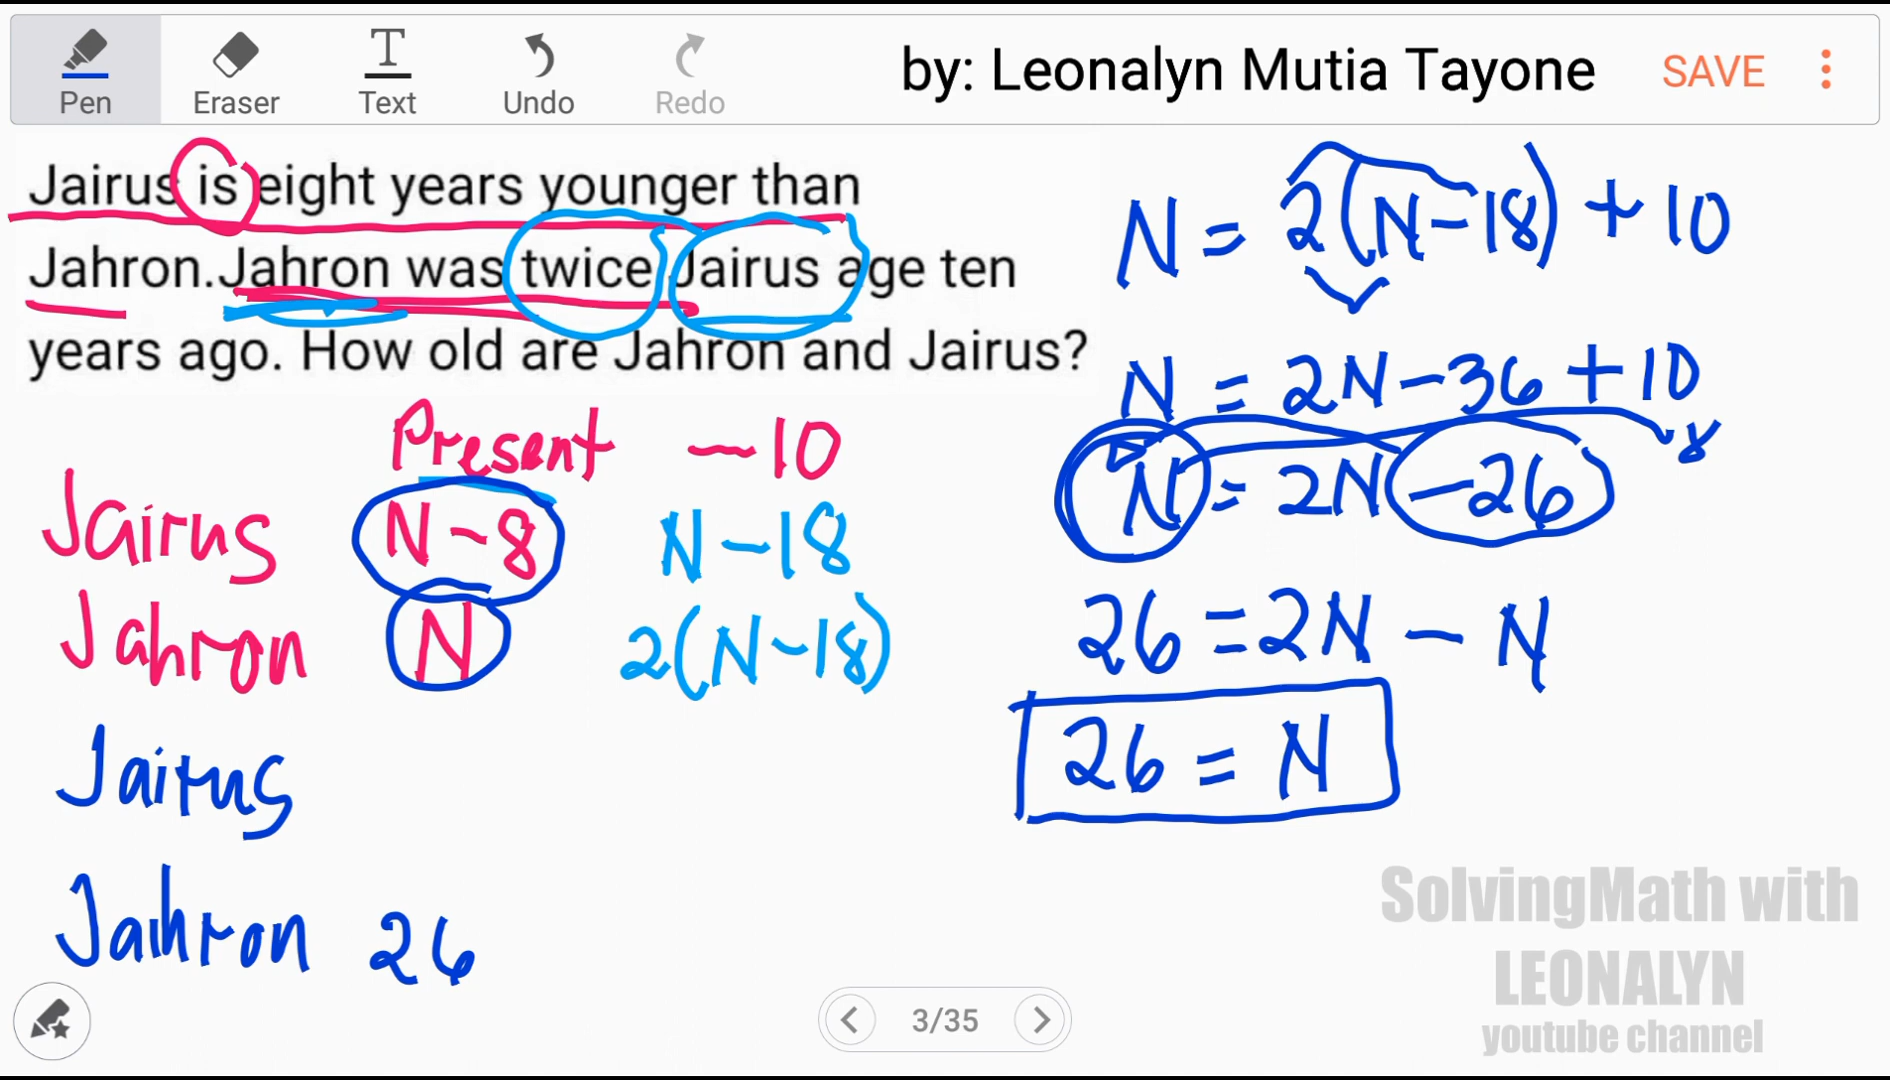 Pen
Eraser
Text
Undo
Redo
by: Leonalyn Mutia Tayone
SAVE
Jairus is eight years younger than
Jahron.Jahron was twice Jairus age ten
years ago. How old are Jahron and Jairus?
Present -10
Jairus N-8 N-18
Jahron N 2(N-18)
Jairus
Jahron 26
N = 2(N-18) + 10
N = 2N-36 + 10
N = 2N-26
26 = 2N - N
26 = N
SolvingMath with
LEONALYN
youtube channel
3/35